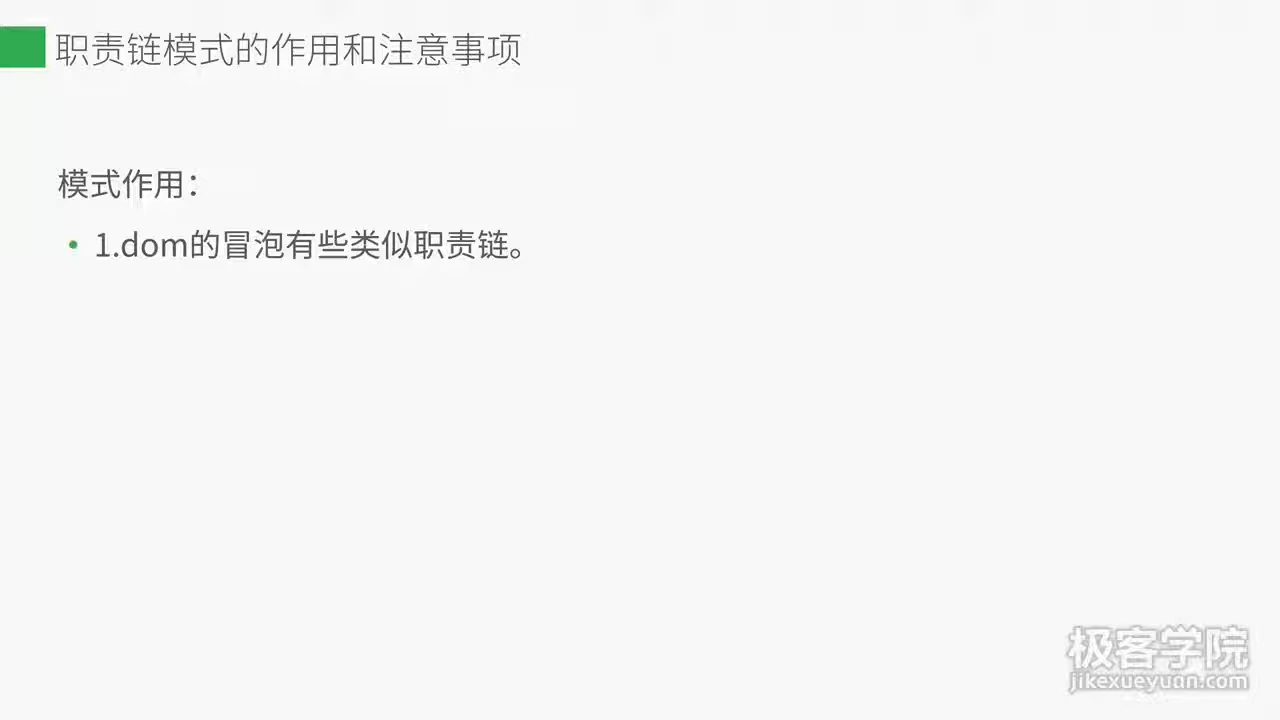 职责链模式的作用和注意事项
模式作用：
• 1.dom的冒泡有些类似职责链。
极客学院
jikexueyuan.com